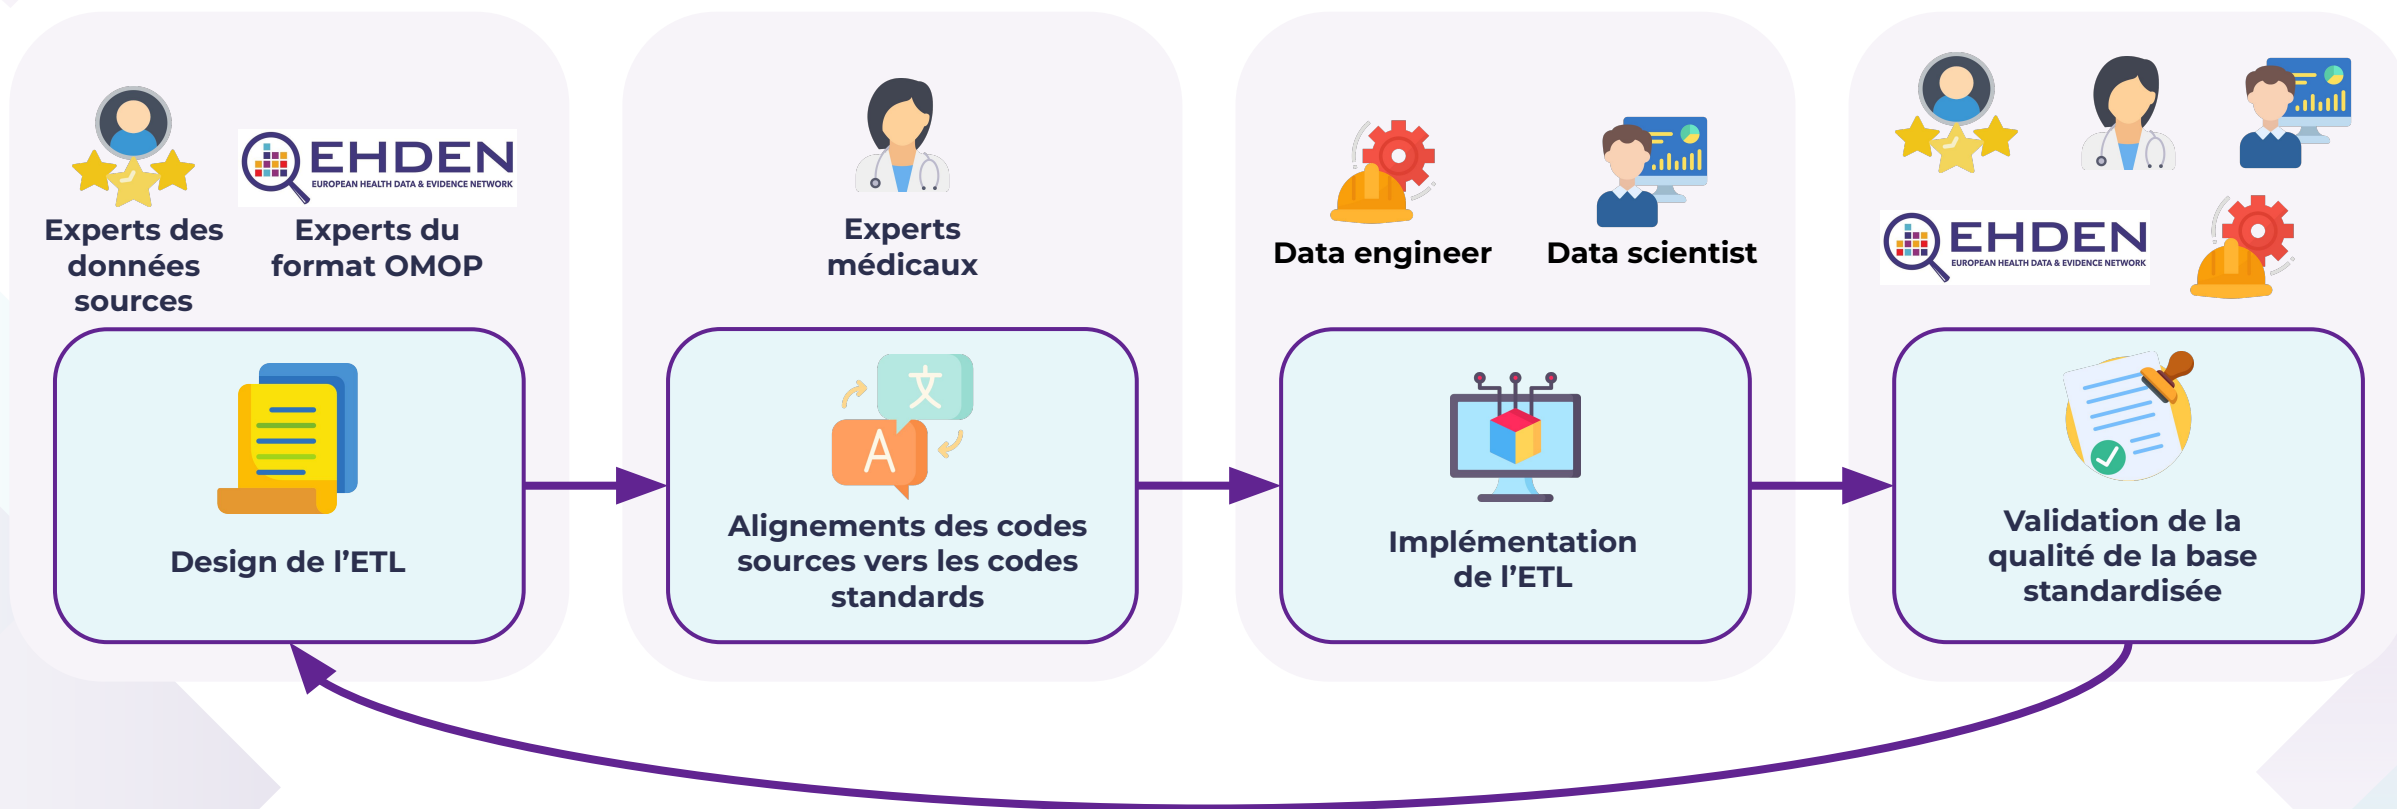 EHDEN
EUROPEAN HEALTH DATA & EVIDENCE NETWORK
Experts des
données
sources
Experts du
format OMOP
Design de l’ETL
Experts
médicaux
文
A
Alignements des codes
sources vers les codes
standards
Data engineer
Data scientist
Implémentation
de l’ETL
EHDEN
EUROPEAN HEALTH DATA & EVIDENCE NETWORK
Validation de la
qualité de la base
standardisée